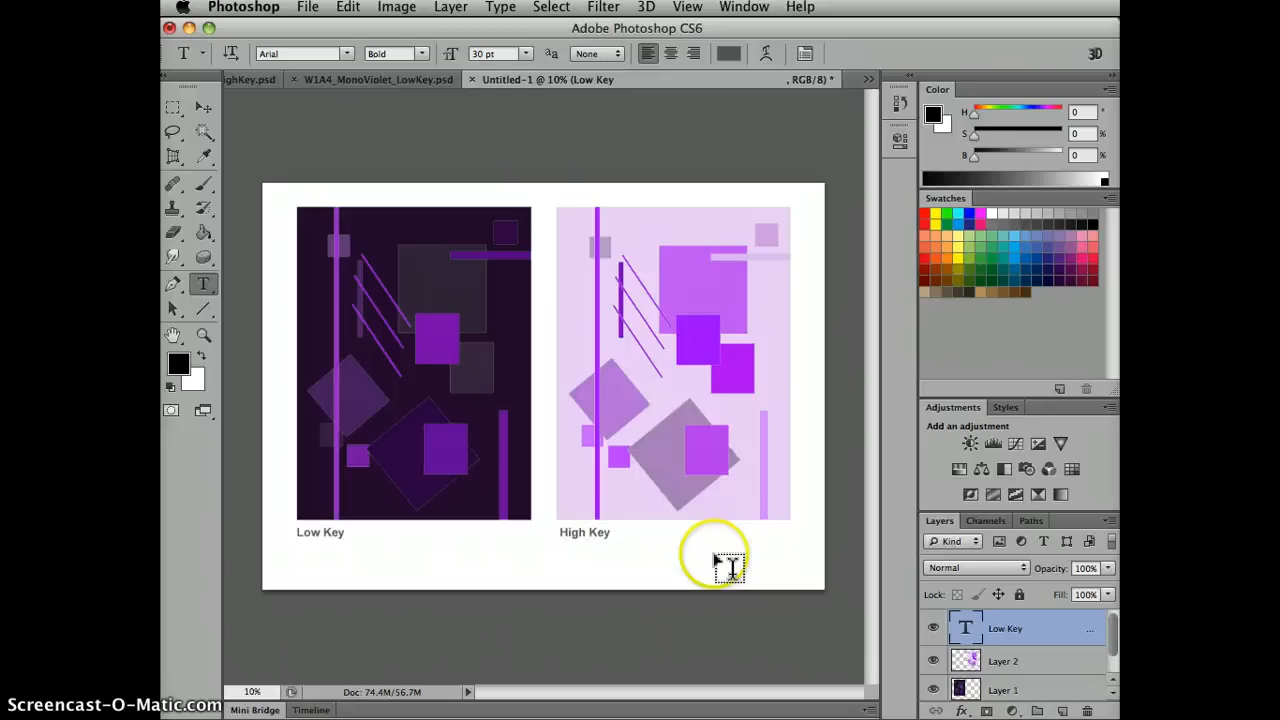 Photoshop File Edit Image Layer Type Select Filter 3D View Window Help
Adobe Photoshop CS6
T Arial Bold 30 pt aa None 3D
ighKey.psd × W1A4_MonoViolet_LowKey.psd × Untitled-1 @ 10% (Low Key , RGB/8) * >>
Color
H 0 °
S 0 %
B 0 %
Swatches
Low Key
High Key
Adjustments Styles
Add an adjustment
Layers Channels Paths
Kind
Normal Opacity: 100%
Lock: Fill: 100%
T Low Key ...
Layer 2
Layer 1
10% Doc: 74.4M/56.7M
Mini Bridge Timeline
Screencast-O-Matic.com